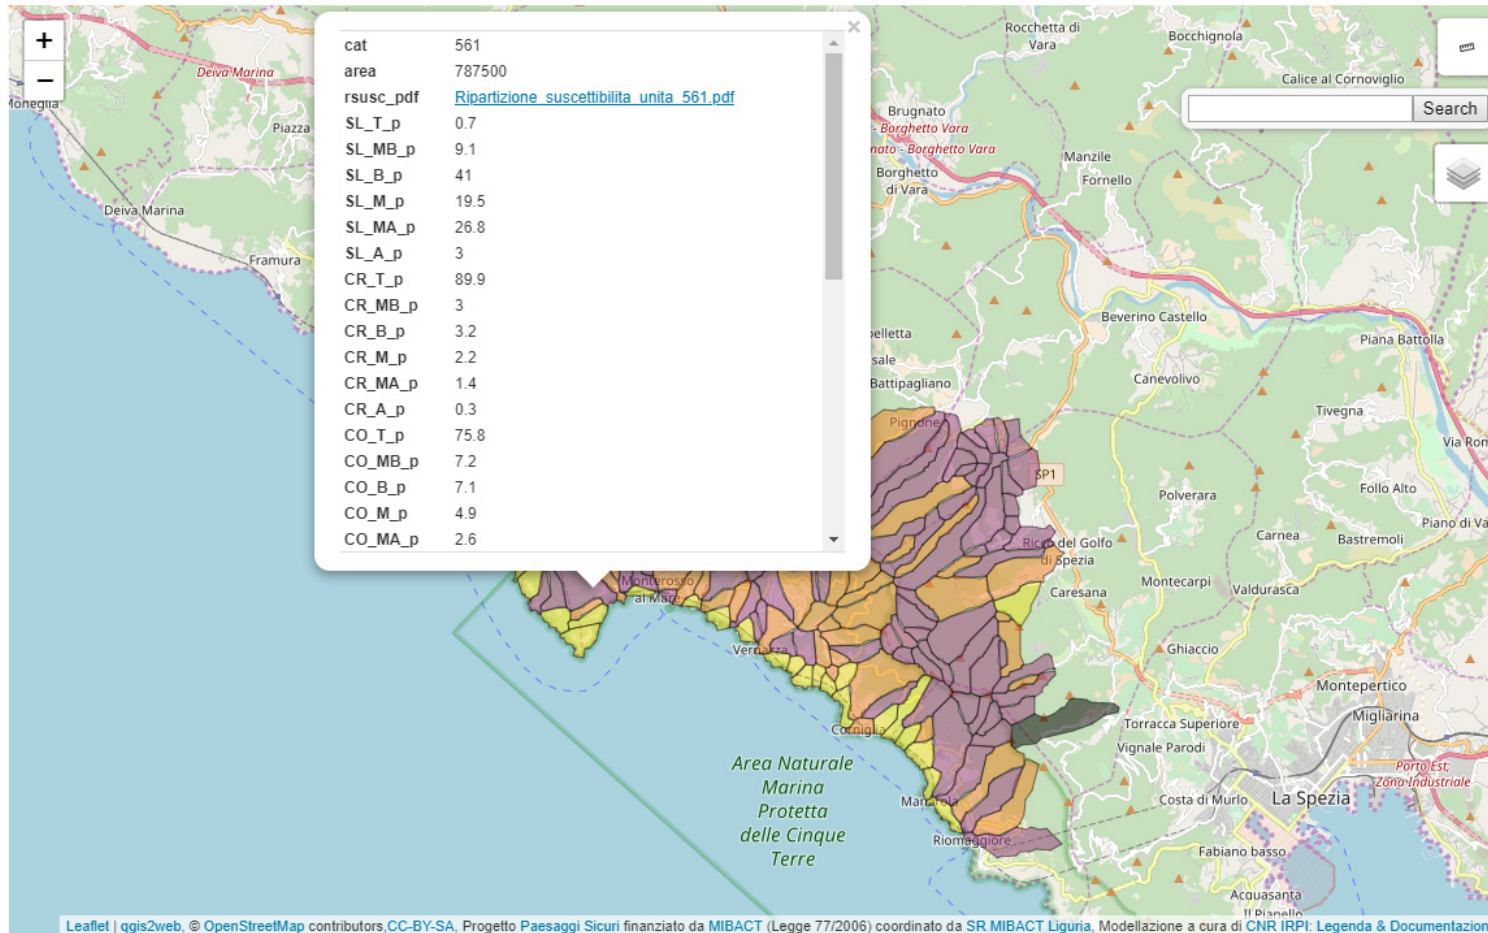 +
−
×
cat 561
area 787500
rsusc_pdf Ripartizione_suscettibilita_unita_561.pdf
SL_T_p 0.7
SL_MB_p 9.1
SL_B_p 41
SL_M_p 19.5
SL_MA_p 26.8
SL_A_p 3
CR_T_p 89.9
CR_MB_p 3
CR_B_p 3.2
CR_M_p 2.2
CR_MA_p 1.4
CR_A_p 0.3
CO_T_p 75.8
CO_MB_p 7.2
CO_B_p 7.1
CO_M_p 4.9
CO_MA_p 2.6
Search
Deiva Marina
Moneglia
Piazza
Deiva Marina
Framura
Rocchetta di
Vara
Bocchignola
Calice al Cornoviglio
Brugnato
- Borghetto Vara
- Borghetto Vara
Borghetto
di Vara
Manzile
Fornello
Beverino Castello
Piana Battolla
Battipagliano
Canevolivo
Tivegna
Pignone
SP1
Polverara
Follo Alto
Riccò del Golfo
di Spezia
Carnea
Bastremoli
Piano di
Monterosso
al Mare
Montecarpi
Caresana
Valdurasca
Vernazza
Ghiaccio
Montepertico
Migliarina
Torracca Superiore
Corniglia
Vignale Parodi
Area Naturale
Marina
Protetta
delle Cinque
Terre
Porto Est;
Zona Industriale
Manarola
Costa di Murlo
La Spezia
Riomaggiore
Fabiano basso
Acquasanta
Il Pianello
Leaflet | qgis2web, © OpenStreetMap contributors,CC-BY-SA, Progetto Paesaggi Sicuri finanziato da MIBACT (Legge 77/2006) coordinato da SR MIBACT Liguria, Modellazione a cura di CNR IRPI: Legenda & Documentazion